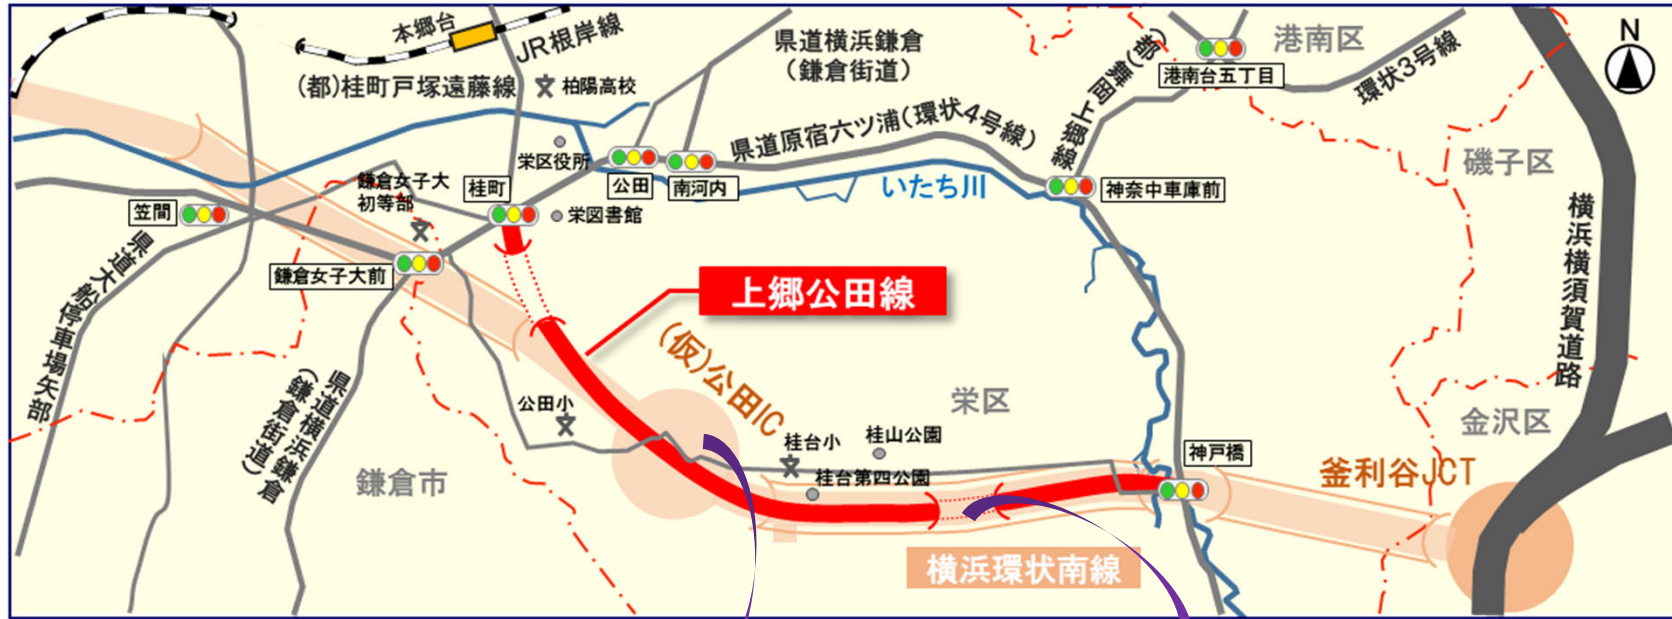 本郷台
JR根岸線
(都)桂町戸塚遠藤線
柏陽高校
県道横浜鎌倉
(鎌倉街道)
港南台五丁目
港南区
環状3号線
N
栄区役所
公田
南河内
県道原宿六ツ浦(環状4号線)
神奈中車庫前
いたち川
磯子区
横浜横須賀道路
鎌倉女子大
初等部
桂町
栄図書館
笠間
鎌倉女子大前
県道大船停車場矢部
上郷公田線
(仮)公田IC
県道横浜鎌倉
(鎌倉街道)
公田小
鎌倉市
栄区
桂台小
桂山公園
桂台第四公園
神戸橋
金沢区
釜利谷JCT
横浜環状南線